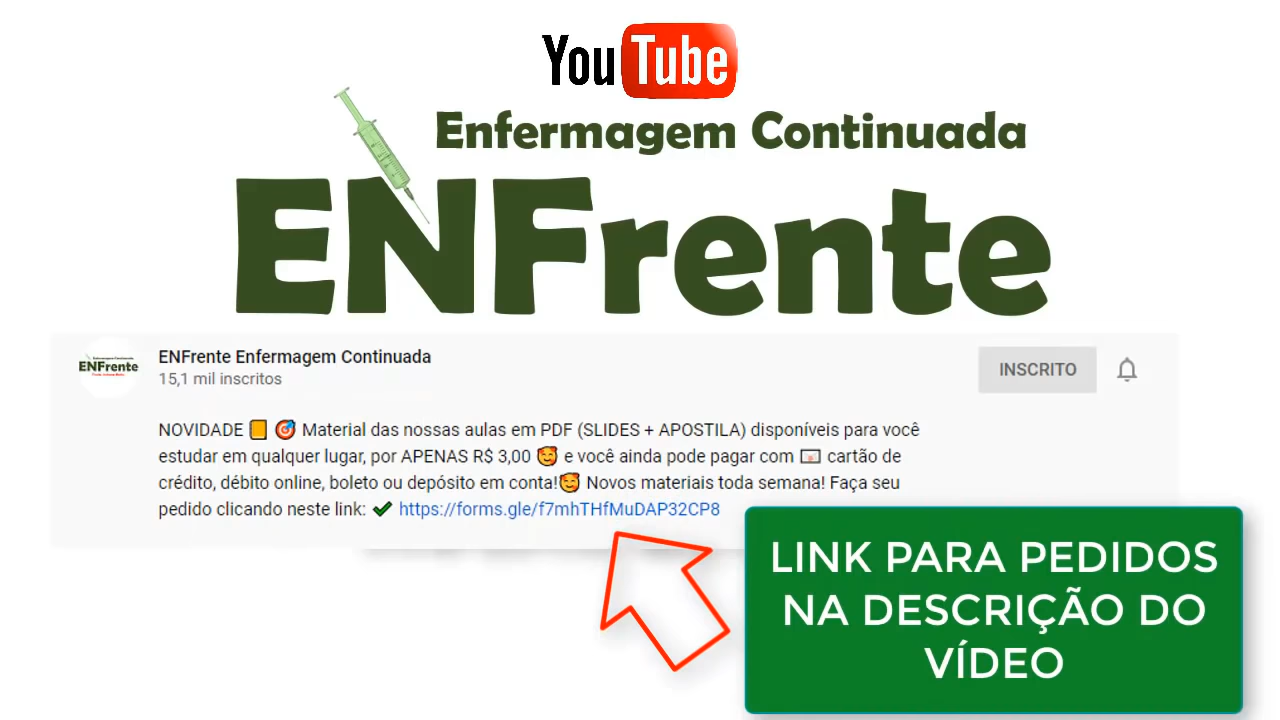 YouTube
Enfermagem Continuada
ENFrente
ENFrente
ENFrente Enfermagem Continuada
15,1 mil inscritos
INSCRITO
NOVIDADE 📒 🎯 Material das nossas aulas em PDF (SLIDES + APOSTILA) disponíveis para você
estudar em qualquer lugar, por APENAS R$ 3,00 🥰 e você ainda pode pagar com 💌 cartão de
crédito, débito online, boleto ou depósito em conta!🥰 Novos materiais toda semana! Faça seu
pedido clicando neste link: ✔ https://forms.gle/f7mhTHfMuDAP32CP8
LINK PARA PEDIDOS
NA DESCRIÇÃO DO
VÍDEO